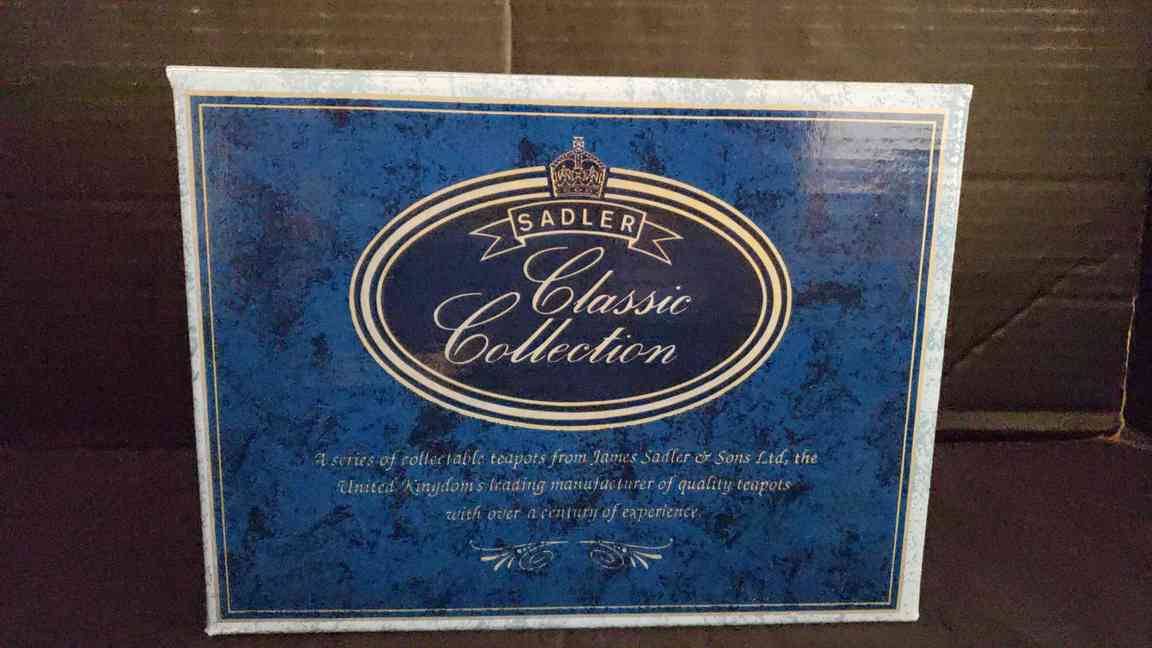 SADLER
Classic
Collection
A series of collectable teapots from James Sadler & Sons Ltd, the
United Kingdom's leading manufacturer of quality teapots
with over a century of experience.